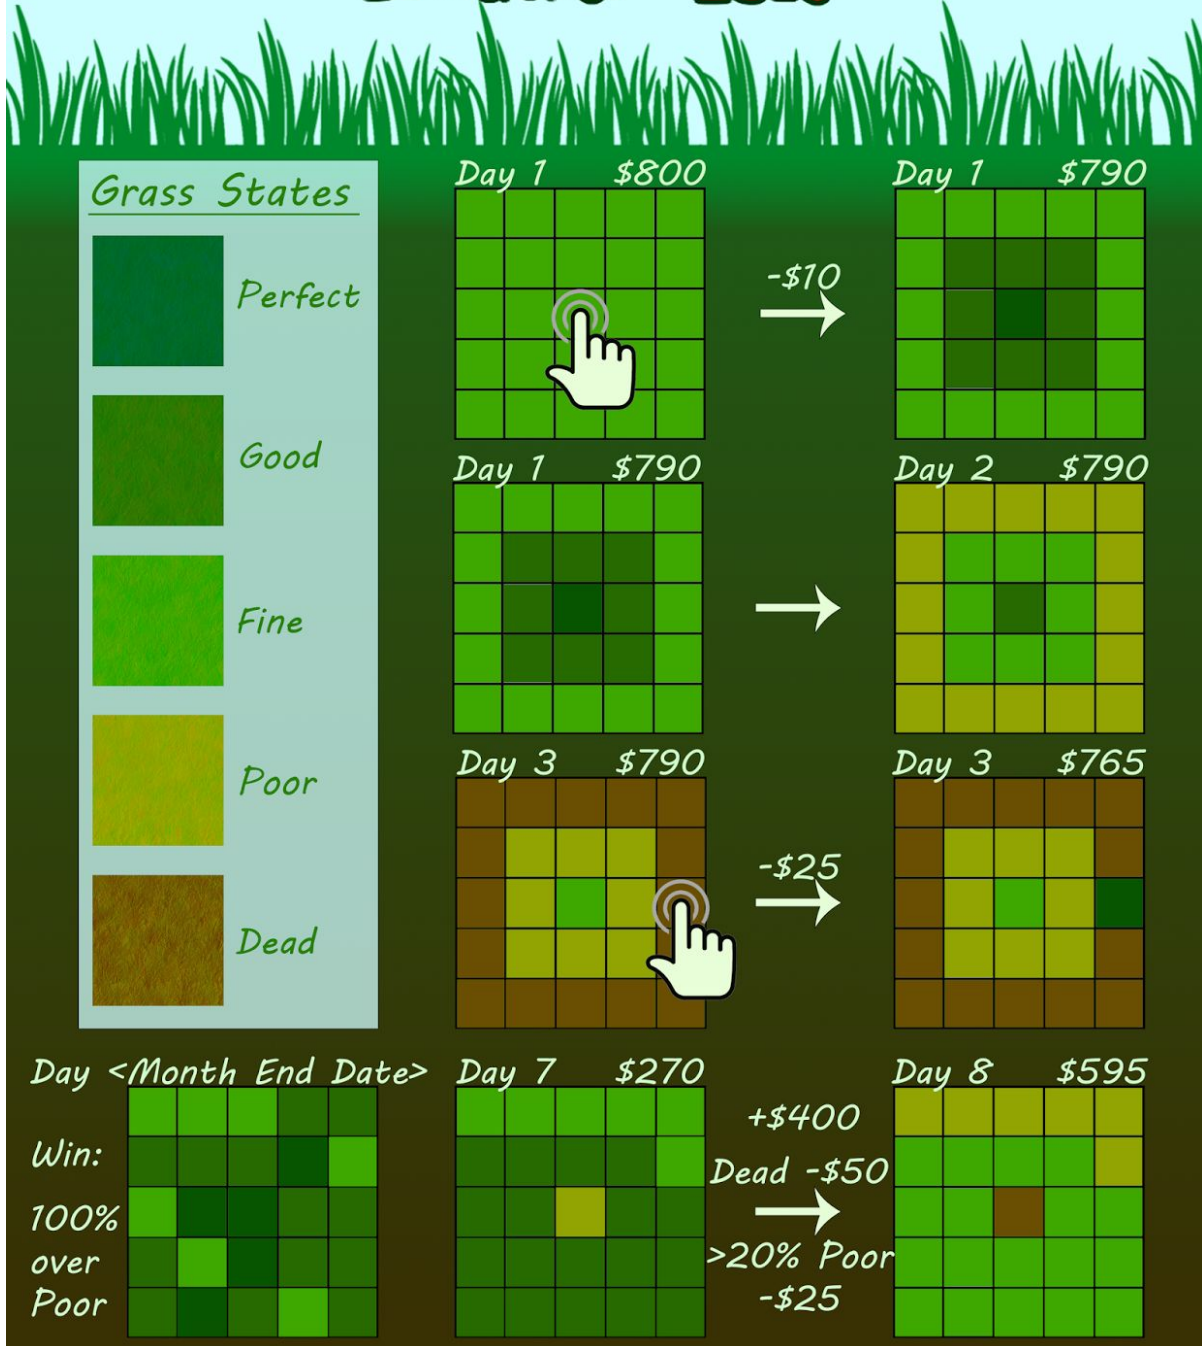 Grass States
Perfect
Good
Fine
Poor
Dead
Day 1 $800
-$10
Day 1 $790
Day 1 $790
Day 2 $790
Day 3 $790
-$25
Day 3 $765
Day <Month End Date>
Win:
100%
over
Poor
Day 7 $270
+$400
Dead -$50
>20% Poor
-$25
Day 8 $595